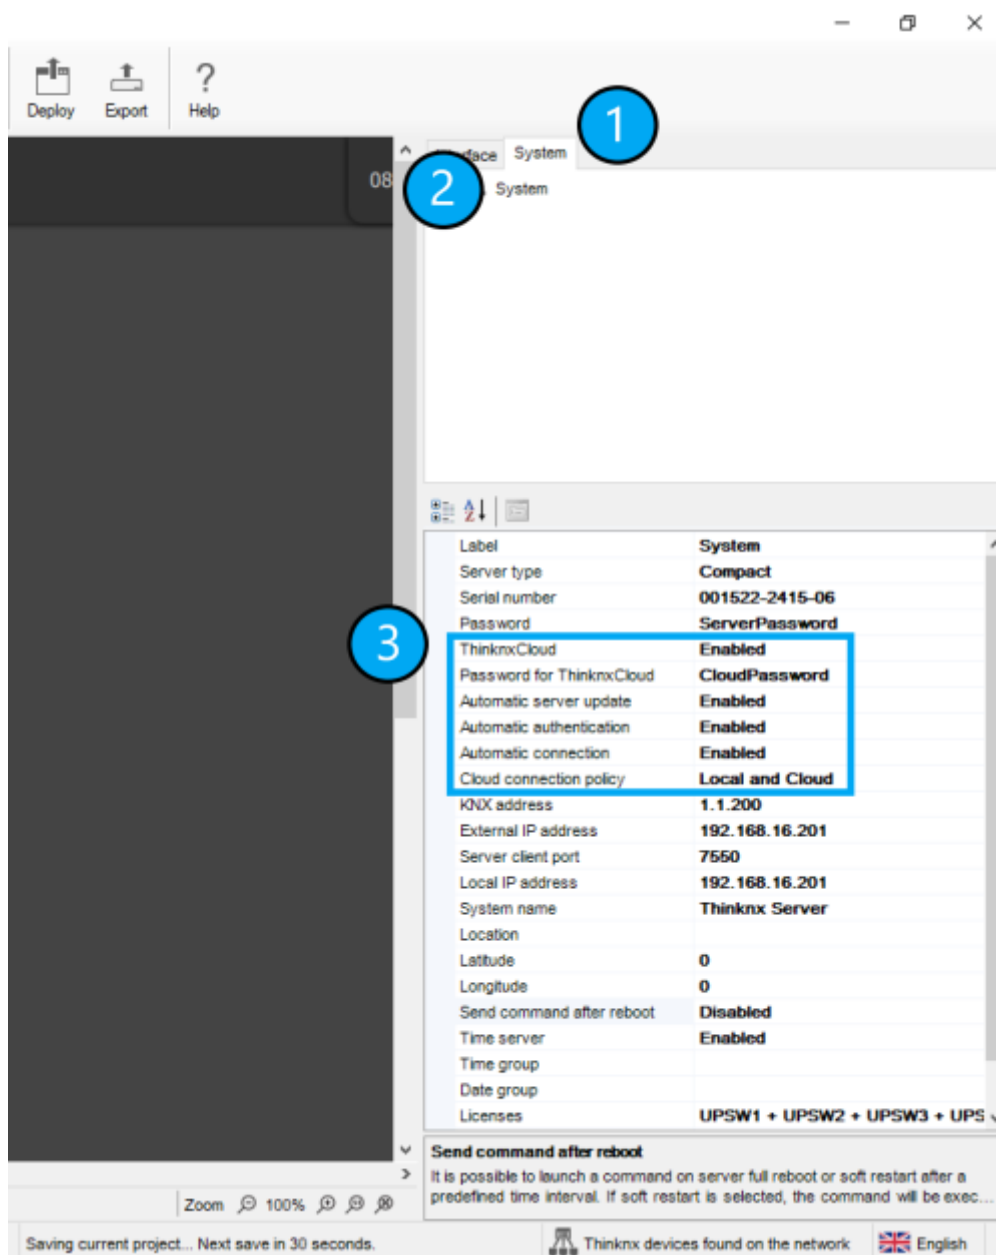 Deploy Export Help
1
08
face System
2 System
Label System
Server type Compact
Serial number 001522-2415-06
Password ServerPassword
3
ThinknxCloud Enabled
Password for ThinknxCloud CloudPassword
Automatic server update Enabled
Automatic authentication Enabled
Automatic connection Enabled
Cloud connection policy Local and Cloud
KNX address 1.1.200
External IP address 192.168.16.201
Server client port 7550
Local IP address 192.168.16.201
System name Thinknx Server
Location
Latitude 0
Longitude 0
Send command after reboot Disabled
Time server Enabled
Time group
Date group
Licenses UPSW1 + UPSW2 + UPSW3 + UPS
Send command after reboot
It is possible to launch a command on server full reboot or soft restart after a
predefined time interval. If soft restart is selected, the command will be exec...
Zoom 100%
Saving current project... Next save in 30 seconds. Thinknx devices found on the network English